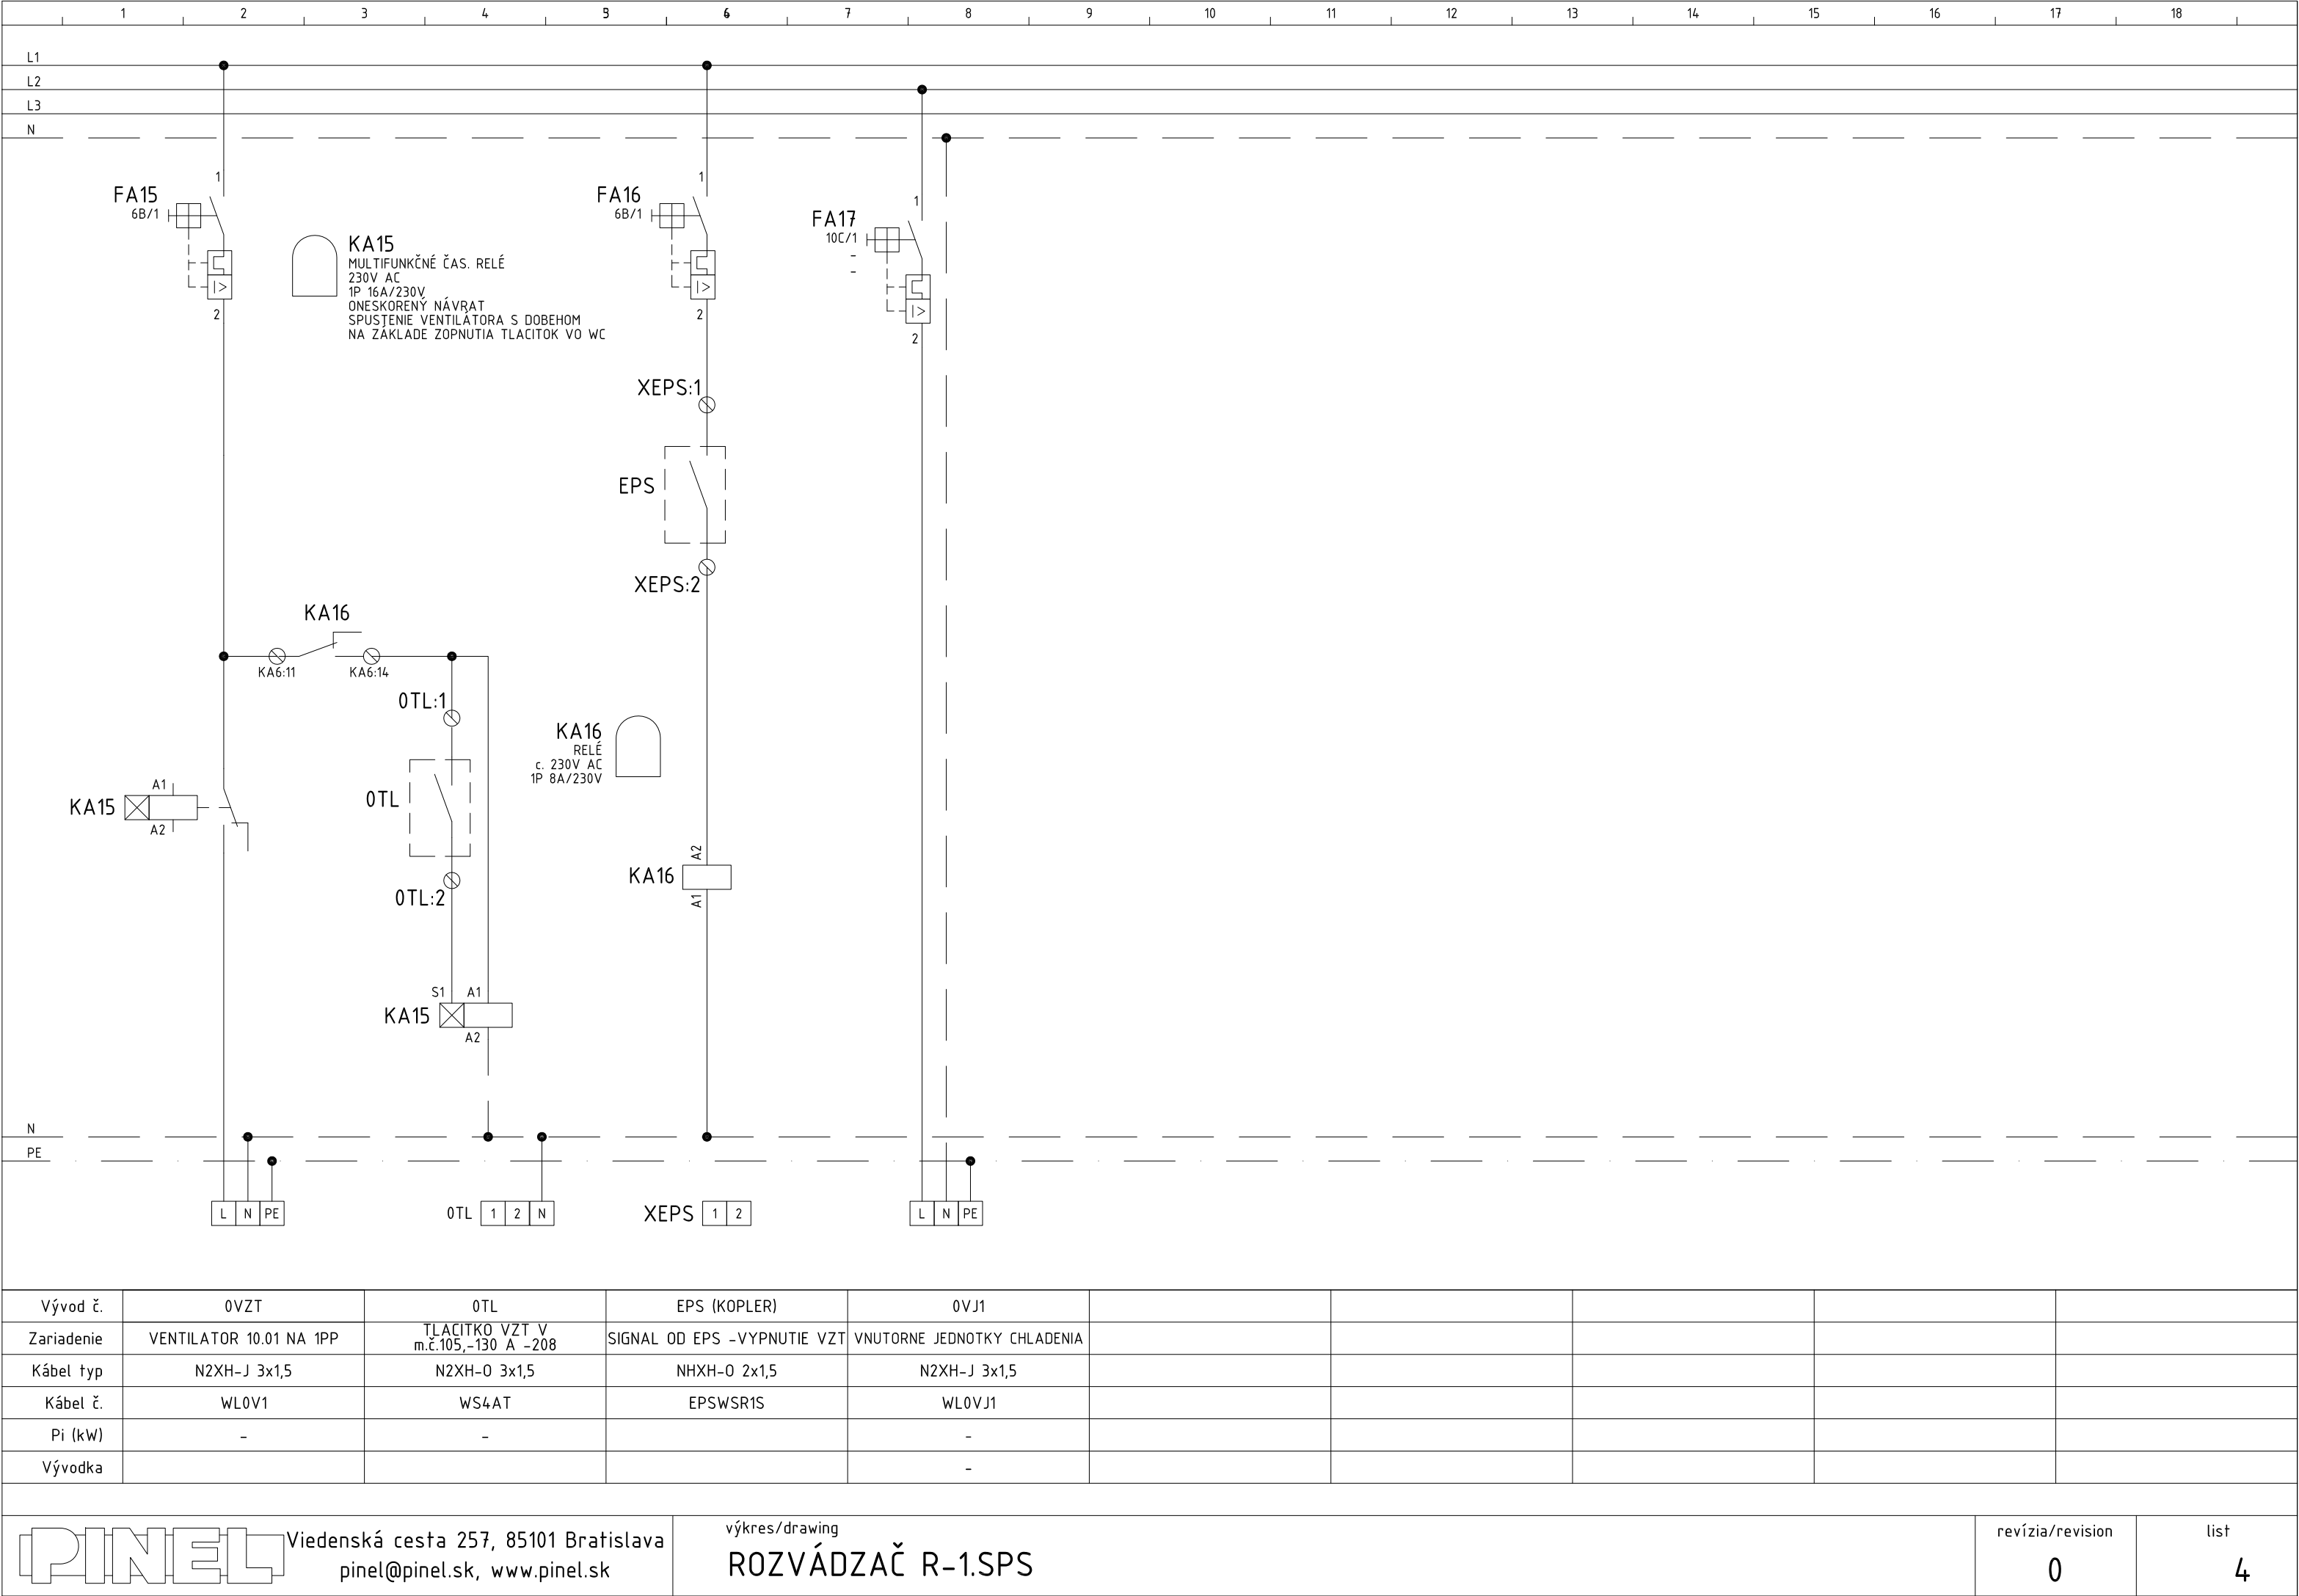 1 2 3 4 5 6 7 8 9 10 11 12 13 14 15 16 17 18
L1
L2
L3
N
1
FA15
6B/1
2
KA15
MULTIFUNKČNÉ ČAS. RELÉ
230V AC
1P 16A/230V
ONESKORENÝ NÁVRAT
SPUSTENIE VENTILÁTORA S DOBEHOM
NA ZÁKLADE ZOPNUTIA TLACITOK VO WC
1
FA16
6B/1
2
1
FA17
10C/1
-
-
2
XEPS:1
EPS
XEPS:2
KA16
KA6:11
KA6:14
0TL:1
0TL
0TL:2
KA16
RELÉ
c. 230V AC
1P 8A/230V
A1
KA15
A2
A2
KA16
A1
S1 A1
KA15
A2
N
PE
L N PE
0TL 1 2 N
XEPS 1 2
L N PE
Vývod č. 0VZT 0TL EPS (KOPLER) 0VJ1
Zariadenie VENTILATOR 10.01 NA 1PP TLACITKO VZT V
m.č.105,-130 A -208
SIGNAL OD EPS -VYPNUTIE VZT VNUTORNE JEDNOTKY CHLADENIA
Kábel typ N2XH-J 3x1,5 N2XH-O 3x1,5 NHXH-O 2x1,5 N2XH-J 3x1,5
Kábel č. WL0V1 WS4AT EPSWSR1S WL0VJ1
Pi (kW) - - -
Vývodka -
PINEL
Viedenská cesta 257, 85101 Bratislava
pinel@pinel.sk, www.pinel.sk
výkres/drawing
ROZVÁDZAČ R-1.SPS
revízia/revision
0
list
4